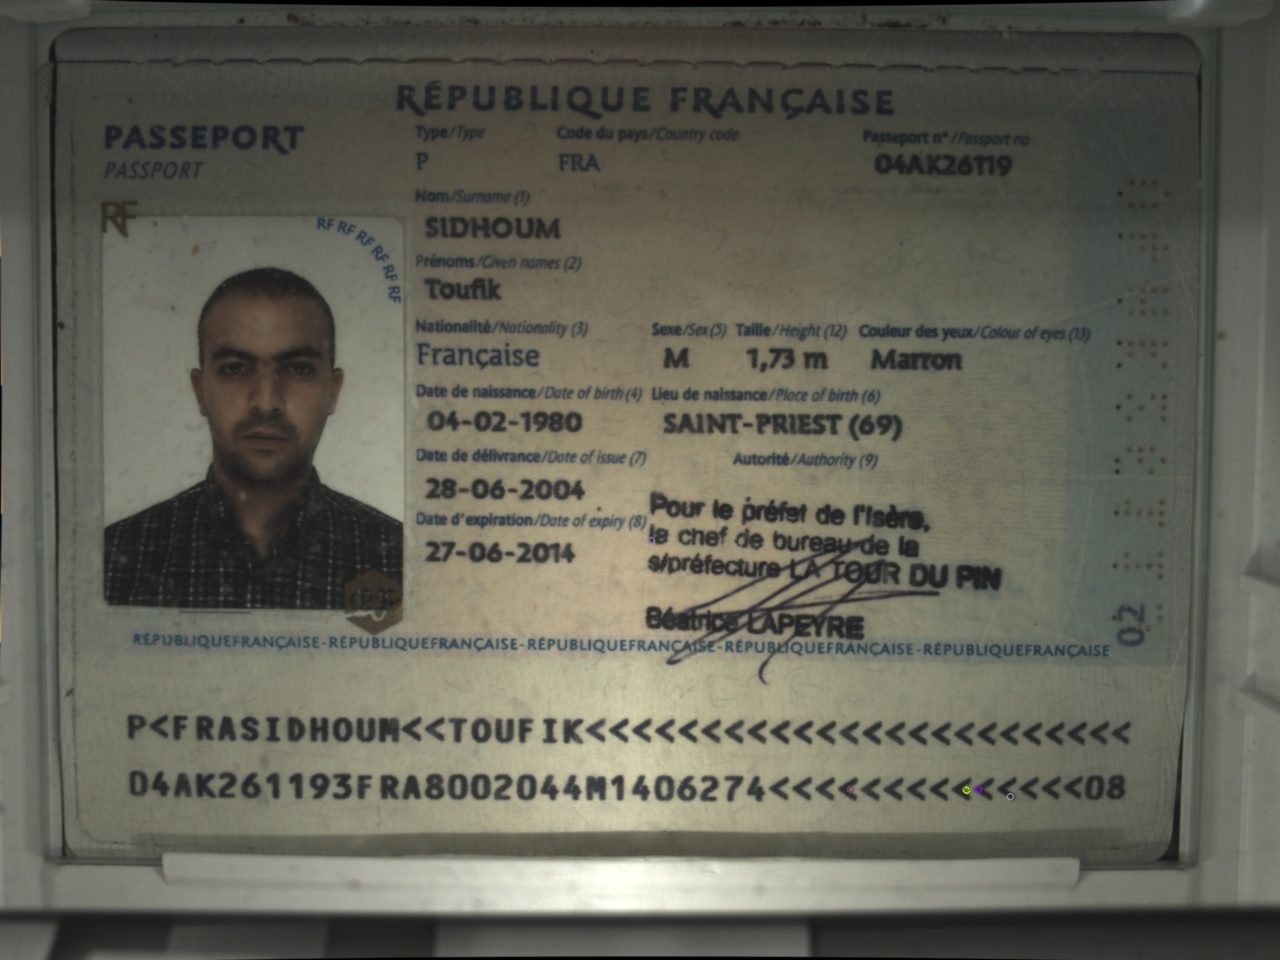 RÉPUBLIQUE FRANÇAISE
PASSEPORT
PASSPORT
Type/Type Code du pays/Country code Passeport n°/Passport no
P FRA 04AK26119
RF
RF RF RF RF RF RF
Nom/Surname (1)
SIDHOUM
Prénoms/Given names (2)
Toufik
Nationalité/Nationality (3) Sexe/Sex(5) Taille/Height (12) Couleur des yeux/Colour of eyes (13)
Française M 1,73 m Marron
Date de naissance/Date of birth (4) Lieu de naissance/Place of birth (6)
04-02-1980 SAINT-PRIEST (69)
Date de délivrance/Date of issue (7) Autorité/Authority (9)
28-06-2004
Date d'expiration/Date of expiry (8)
27-06-2014
Pour le préfet de l'Isère,
le chef de bureau de la
s/préfecture LA TOUR DU PIN
Béatrice LAPEYRE
02
RÉPUBLIQUEFRANÇAISE-RÉPUBLIQUEFRANÇAISE-RÉPUBLIQUEFRANÇAISE-RÉPUBLIQUEFRANÇAISE-RÉPUBLIQUEFRANÇAISE
P<FRASIDHOUM<<TOUFIK<<<<<<<<<<<<<<<<<<<<<<<<
04AK261193FRA8002044M1406274<<<<<<<<<<<<<<08